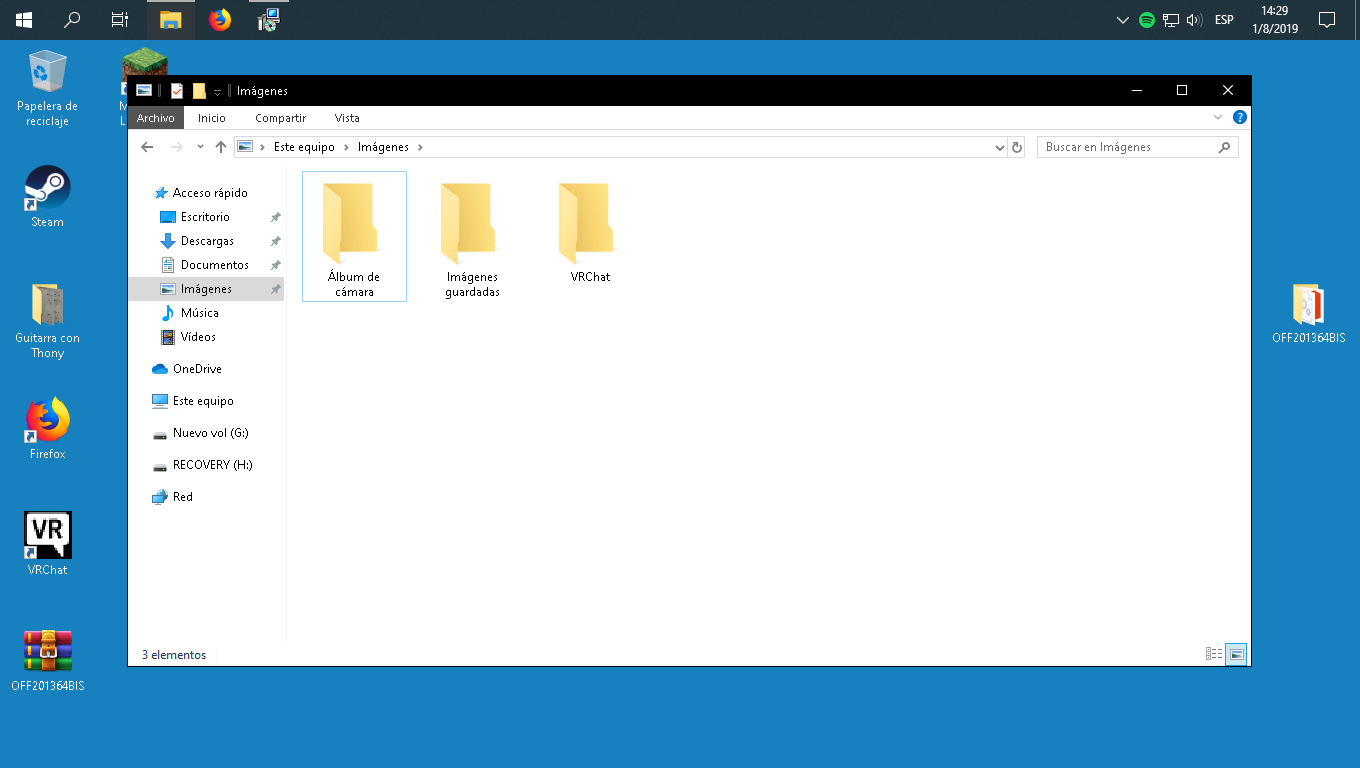 ESP
14:29
1/8/2019
Papelera de
reciclaje
Steam
Guitarra con
Thony
Firefox
VR
VRChat
OFF201364BIS
M
L
Imágenes
Archivo
Inicio
Compartir
Vista
Este equipo
Imágenes
Buscar en Imágenes
Acceso rápido
Escritorio
Descargas
Documentos
Imágenes
Música
Vídeos
OneDrive
Este equipo
Nuevo vol (G:)
RECOVERY (H:)
Red
Álbum de
cámara
Imágenes
guardadas
VRChat
3 elementos
OFF201364BIS